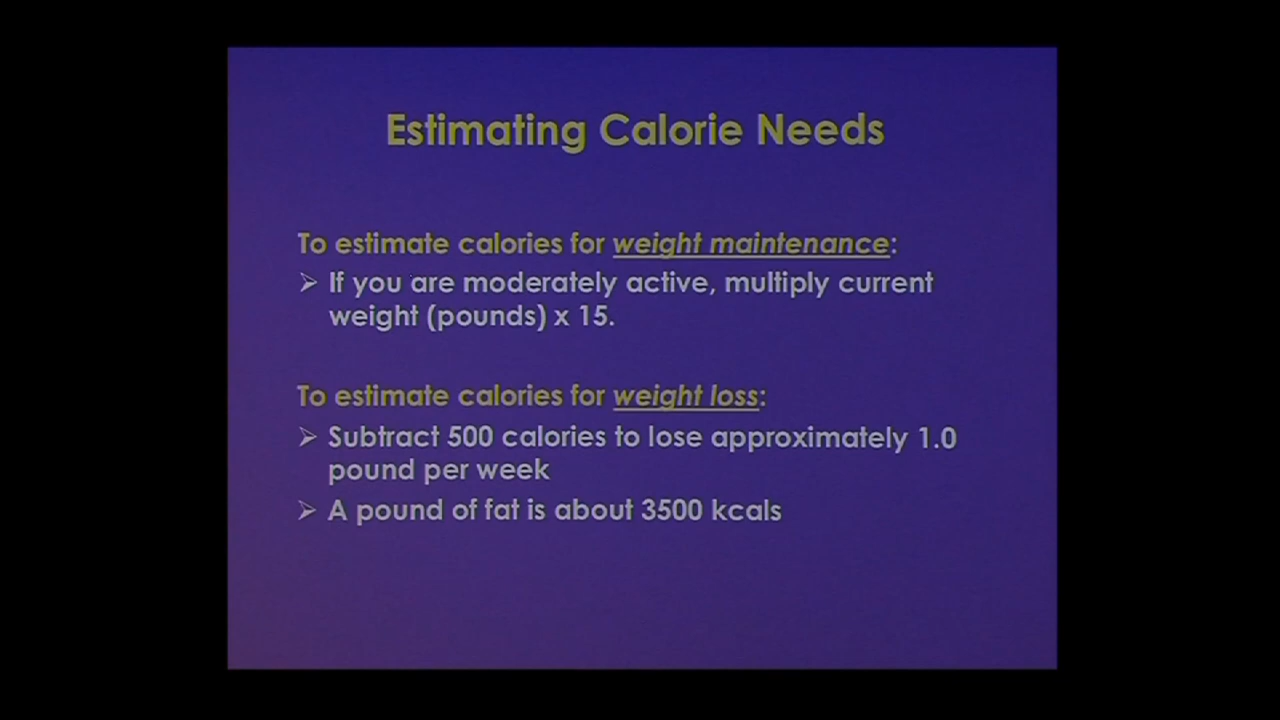 Estimating Calorie Needs
To estimate calories for weight maintenance:
➢ If you are moderately active, multiply current
weight (pounds) x 15.
To estimate calories for weight loss:
➢ Subtract 500 calories to lose approximately 1.0
pound per week
➢ A pound of fat is about 3500 kcals